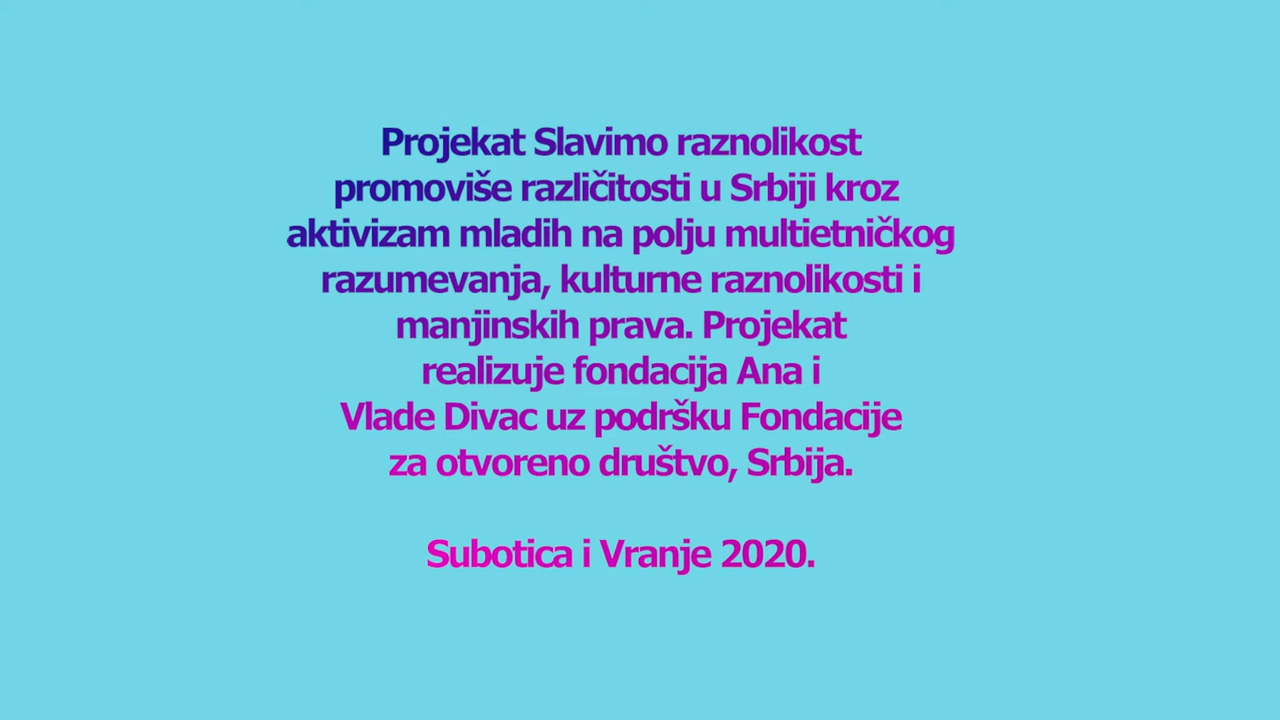 Projekat Slavimo raznolikost
promoviše različitosti u Srbiji kroz
aktivizam mladih na polju multietničkog
razumevanja, kulturne raznolikosti i
manjinskih prava. Projekat
realizuje fondacija Ana i
Vlade Divac uz podršku Fondacije
za otvoreno društvo, Srbija.
Subotica i Vranje 2020.